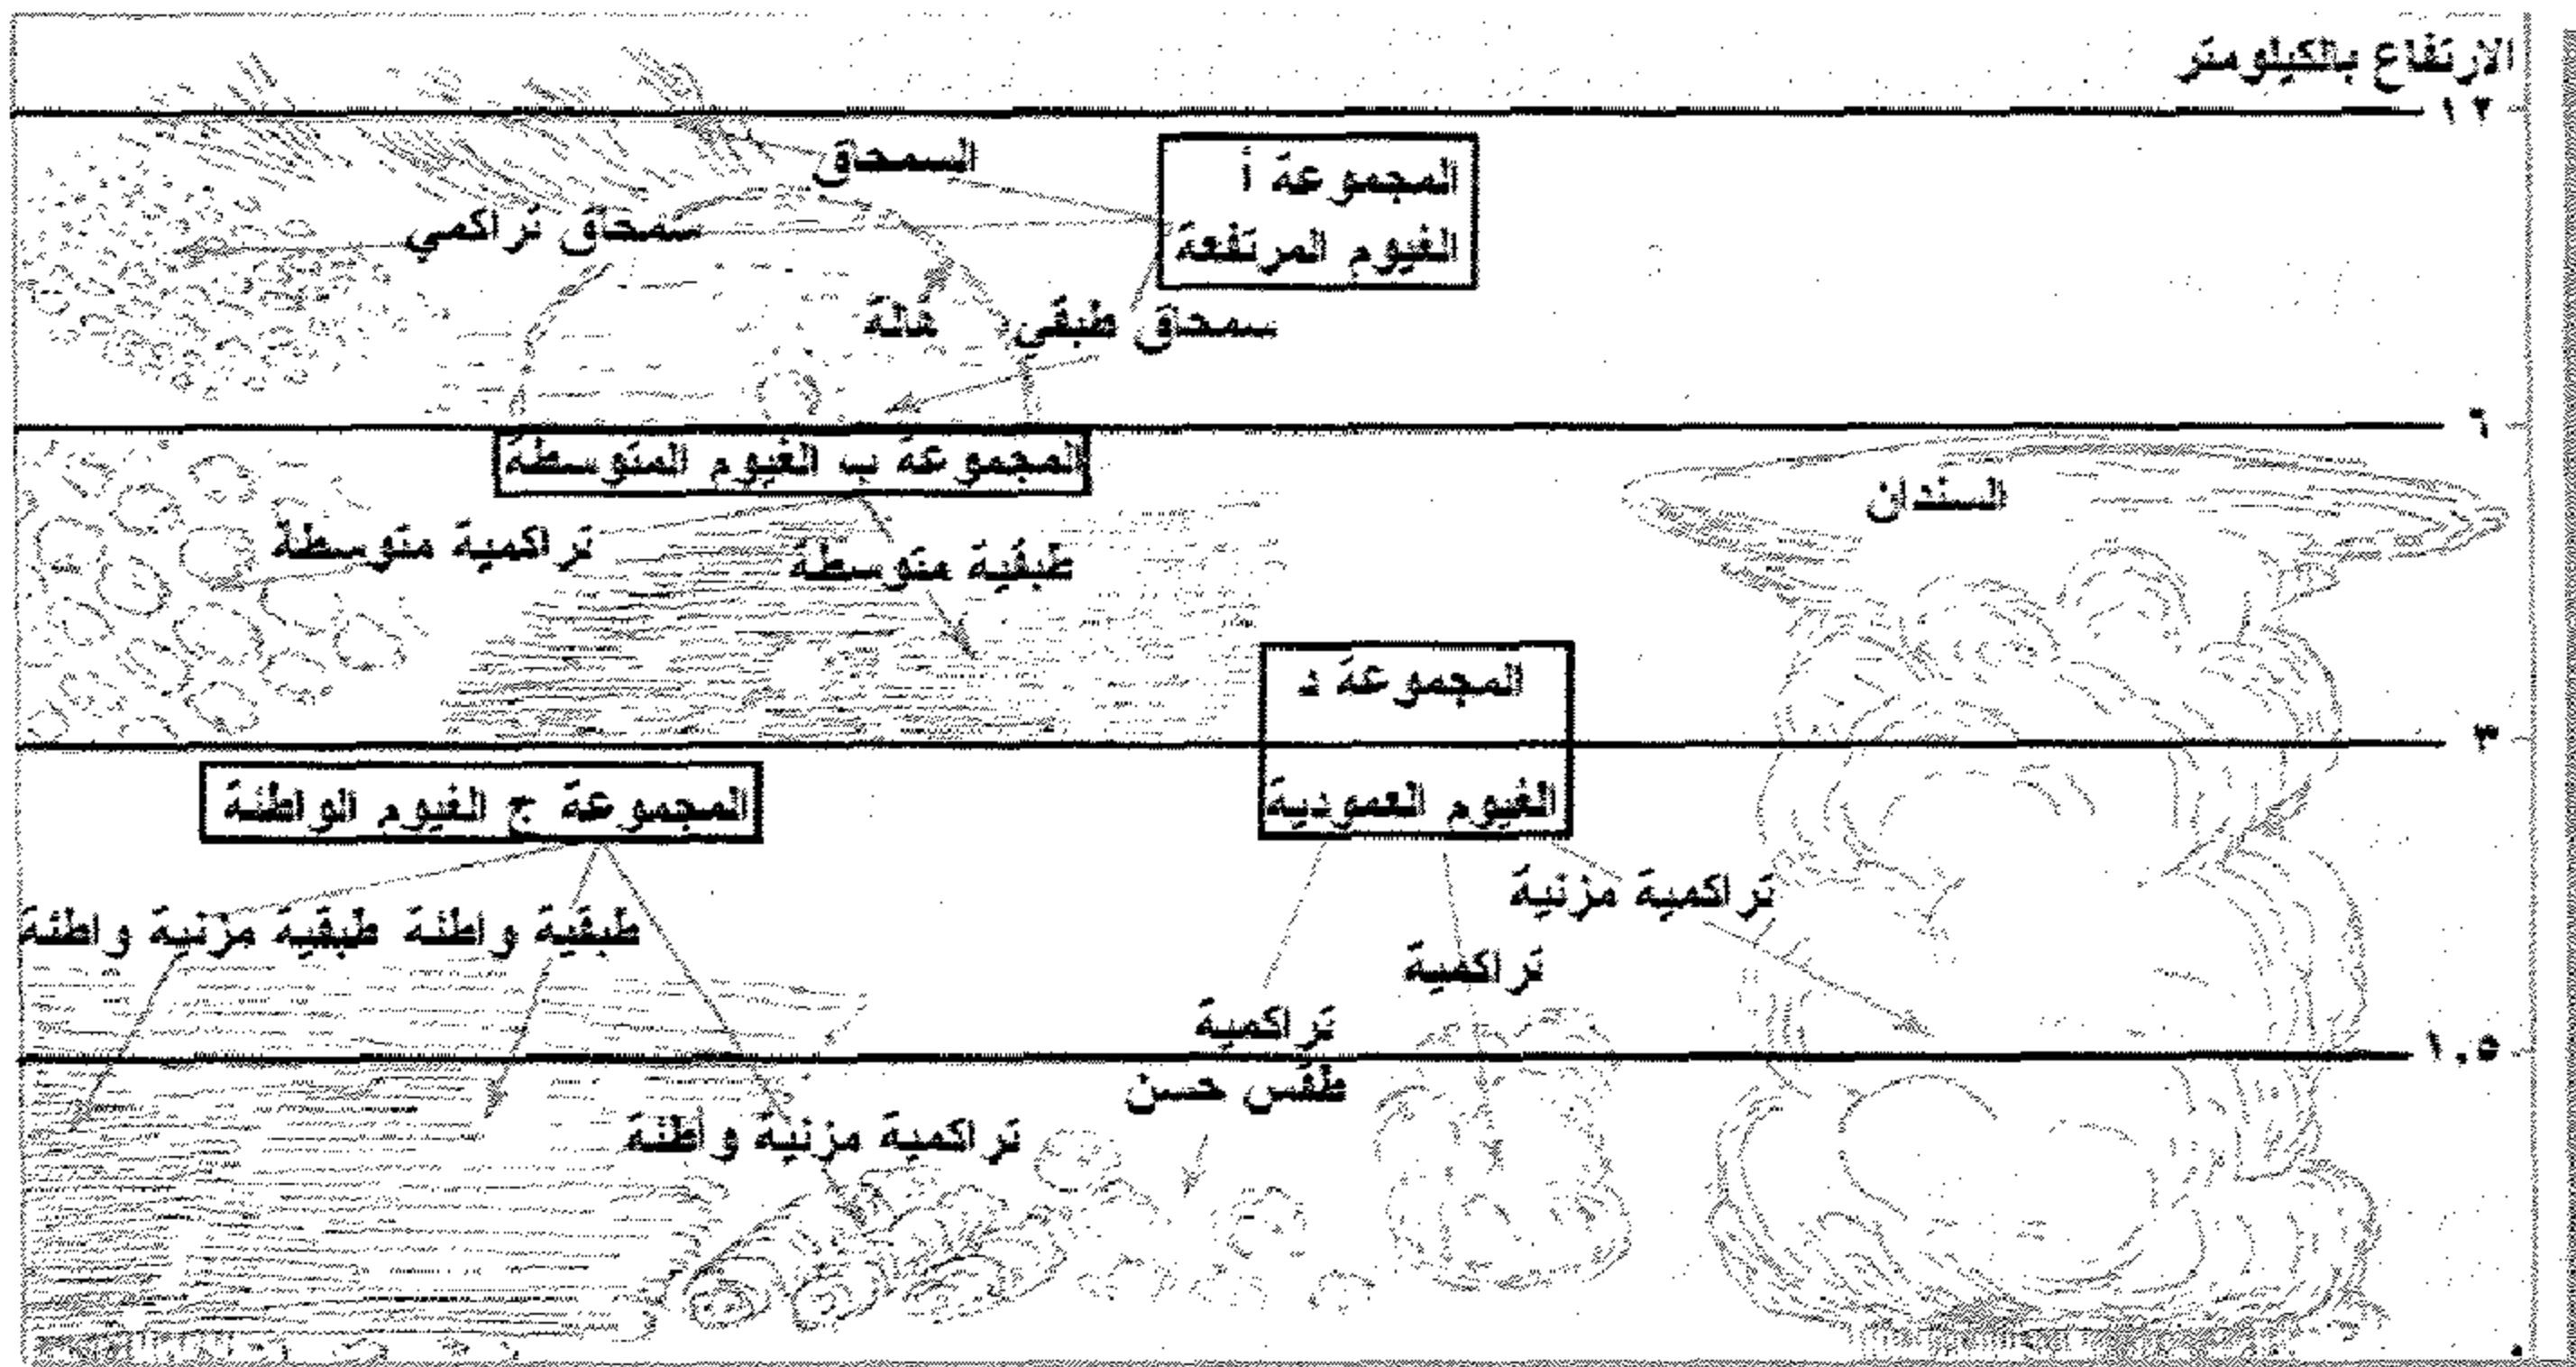 الارتفاع بالكيلومتر
١٢
السمحاق
المجموعة أ
الغيوم المرتفعة
سمحاق تراكمي
سمحاق طبقي
هالة
٦
المجموعة ب الغيوم المتوسطة
السندان
تراكمية متوسطة
طبقية متوسطة
المجموعة د
الغيوم العمودية
٣
المجموعة ج الغيوم الواطئة
تراكمية مزنية
طبقية واطئة
طبقية مزنية واطئة
تراكمية
تراكمية
طقس حسن
١,٥
تراكمية مزنية واطئة
٠